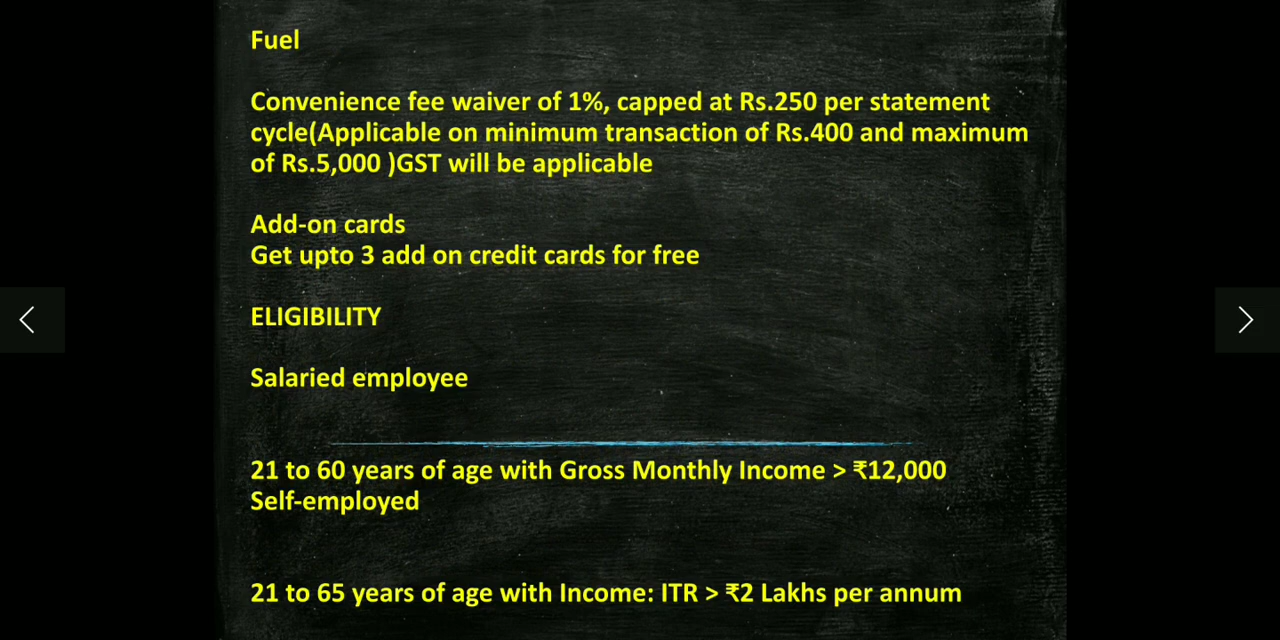 Fuel
Convenience fee waiver of 1%, capped at Rs.250 per statement
cycle(Applicable on minimum transaction of Rs.400 and maximum
of Rs.5,000 )GST will be applicable
Add-on cards
Get upto 3 add on credit cards for free
ELIGIBILITY
Salaried employee
21 to 60 years of age with Gross Monthly Income > ₹12,000
Self-employed
21 to 65 years of age with Income: ITR > ₹2 Lakhs per annum